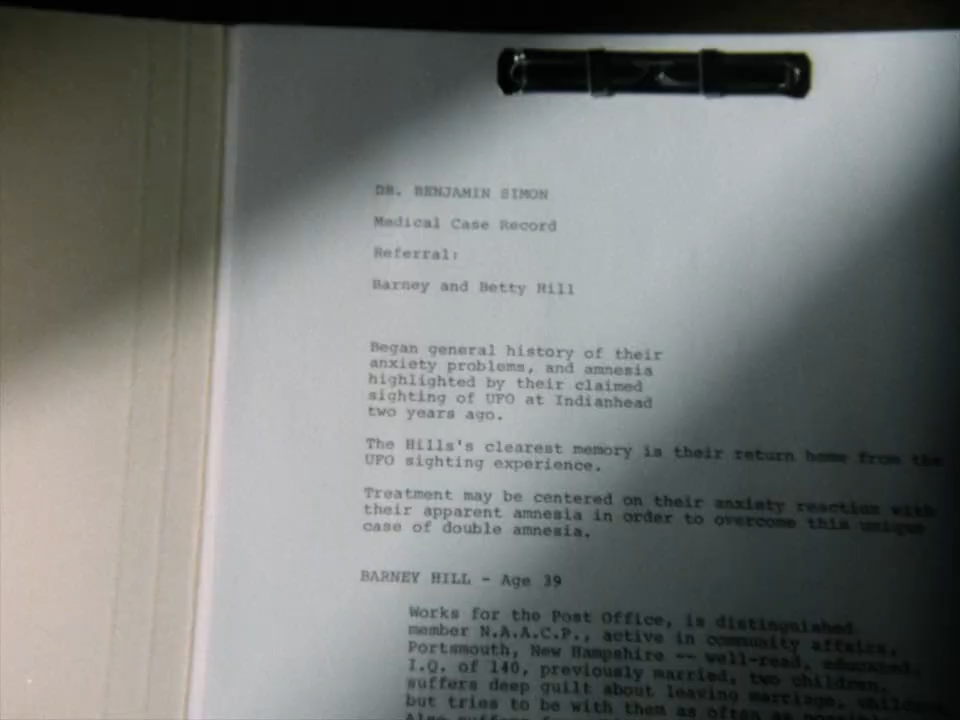 DR. BENJAMIN SIMON
Medical Case Record
Referral:
Barney and Betty Hill
Began general history of their
anxiety problems, and amnesia
highlighted by their claimed
sighting of UFO at Indianhead
two years ago.
The Hills's clearest memory is their return home from the
UFO sighting experience.
Treatment may be centered on their anxiety reaction with
their apparent amnesia in order to overcome this unique
case of double amnesia.
BARNEY HILL - Age 39
Works for the Post Office, is distinguished
member N.A.A.C.P., active in community affairs,
Portsmouth, New Hampshire -- well-read, educated,
I.Q. of 140, previously married, two children,
suffers deep guilt about leaving marriage,
but tries to be with them as often as